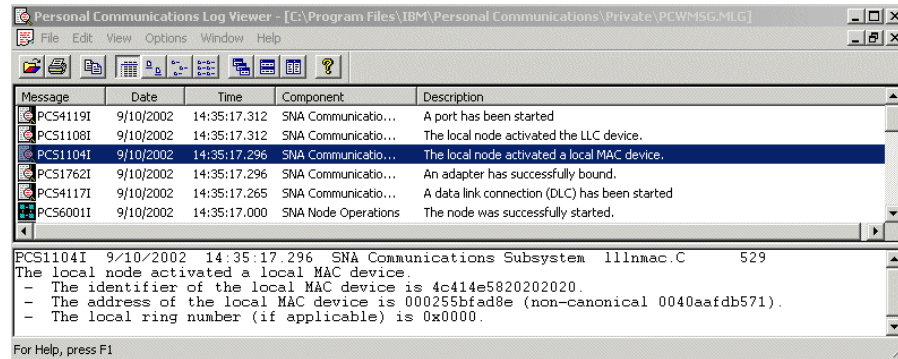 Personal Communications Log Viewer - [C:\Program Files\IBM\Personal Communications\Private\PCWMSG.MLG]
File Edit View Options Window Help
Message Date Time Component Description
PCS4119I 9/10/2002 14:35:17.312 SNA Communicatio... A port has been started
PCS1108I 9/10/2002 14:35:17.312 SNA Communicatio... The local node activated the LLC device.
PCS1104I 9/10/2002 14:35:17.296 SNA Communicatio... The local node activated a local MAC device.
PCS1762I 9/10/2002 14:35:17.296 SNA Communicatio... An adapter has successfully bound.
PCS4117I 9/10/2002 14:35:17.265 SNA Communicatio... A data link connection (DLC) has been started
PCS6001I 9/10/2002 14:35:17.000 SNA Node Operations The node was successfully started.
PCS1104I 9/10/2002 14:35:17.296 SNA Communications Subsystem lllnmac.C 529
The local node activated a local MAC device.
- The identifier of the local MAC device is 4c414e5820202020.
- The address of the local MAC device is 000255bfad8e (non-canonical 0040aafdb571).
- The local ring number (if applicable) is 0x0000.
For Help, press F1